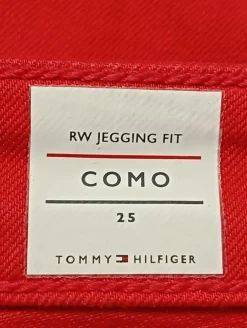 RW JEGGING FIT
COMO
25
TOMMY HILFIGER